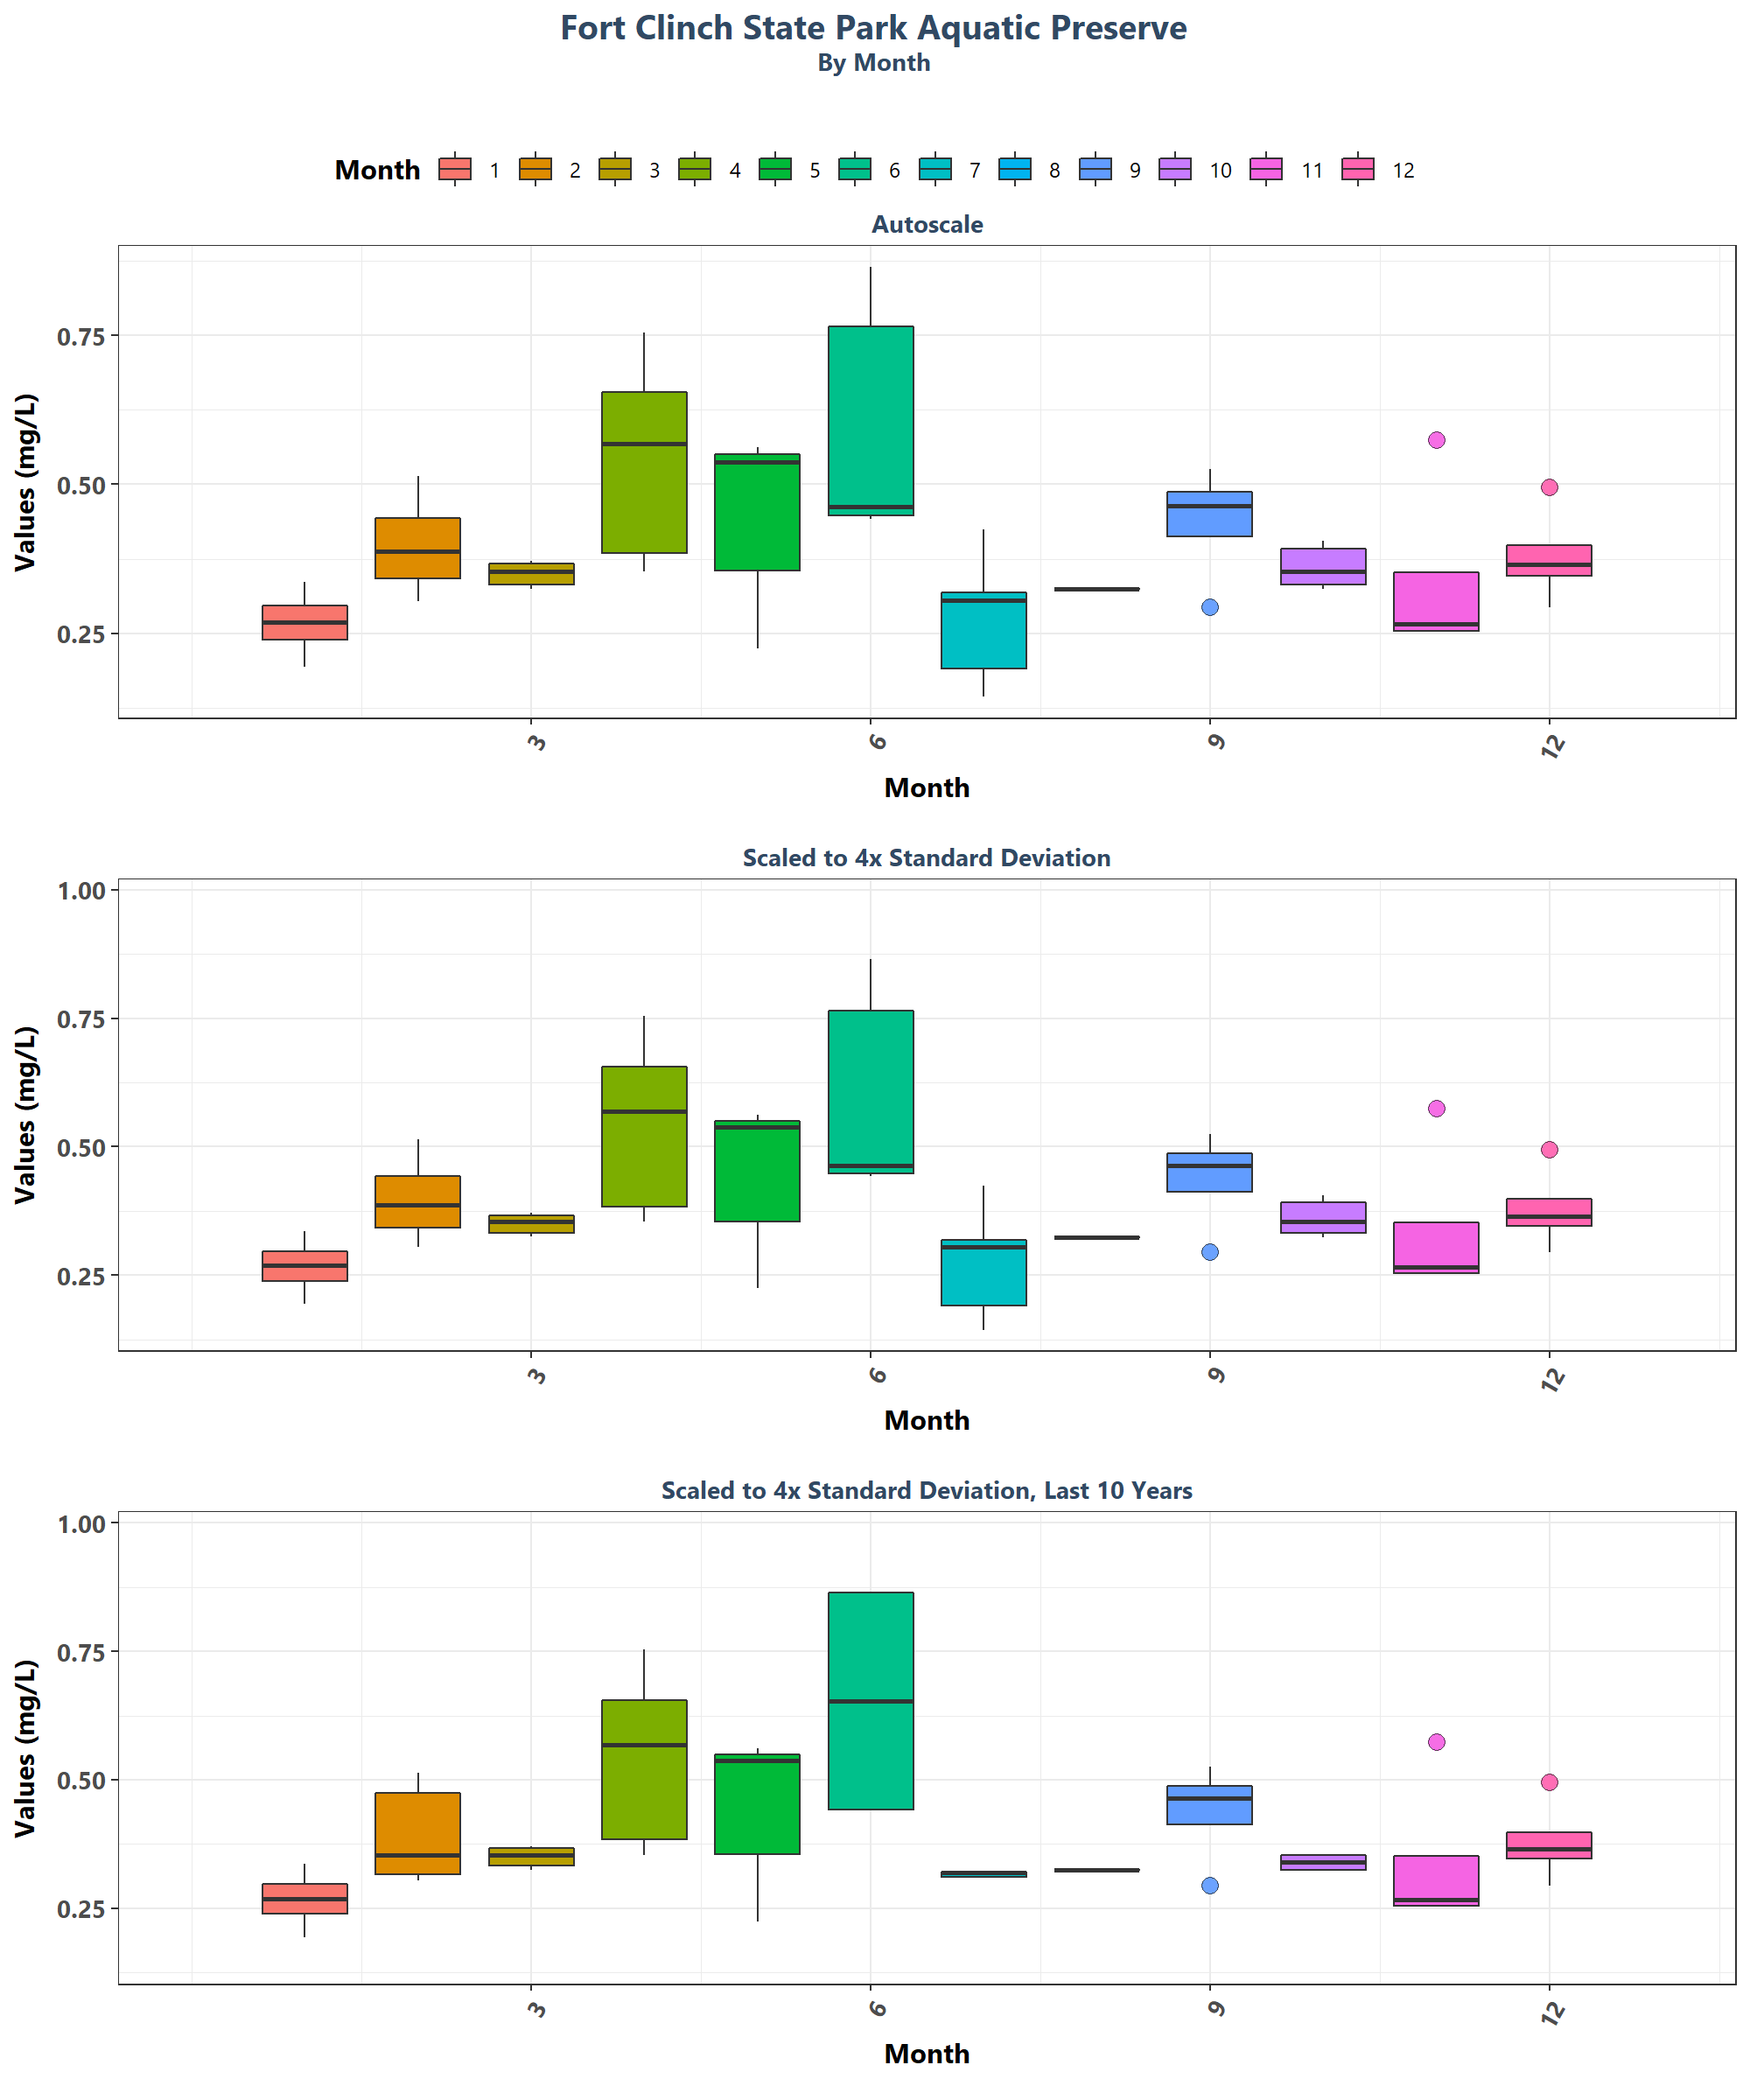 Fort Clinch State Park Aquatic Preserve
By Month
Month 1 2 3 4 5 6 7 8 9 10 11 12
Autoscale
Values (mg/L)
0.75
0.50
0.25
3 6 9 12
Month
Scaled to 4x Standard Deviation
Values (mg/L)
1.00
0.75
0.50
0.25
3 6 9 12
Month
Scaled to 4x Standard Deviation, Last 10 Years
Values (mg/L)
1.00
0.75
0.50
0.25
3 6 9 12
Month